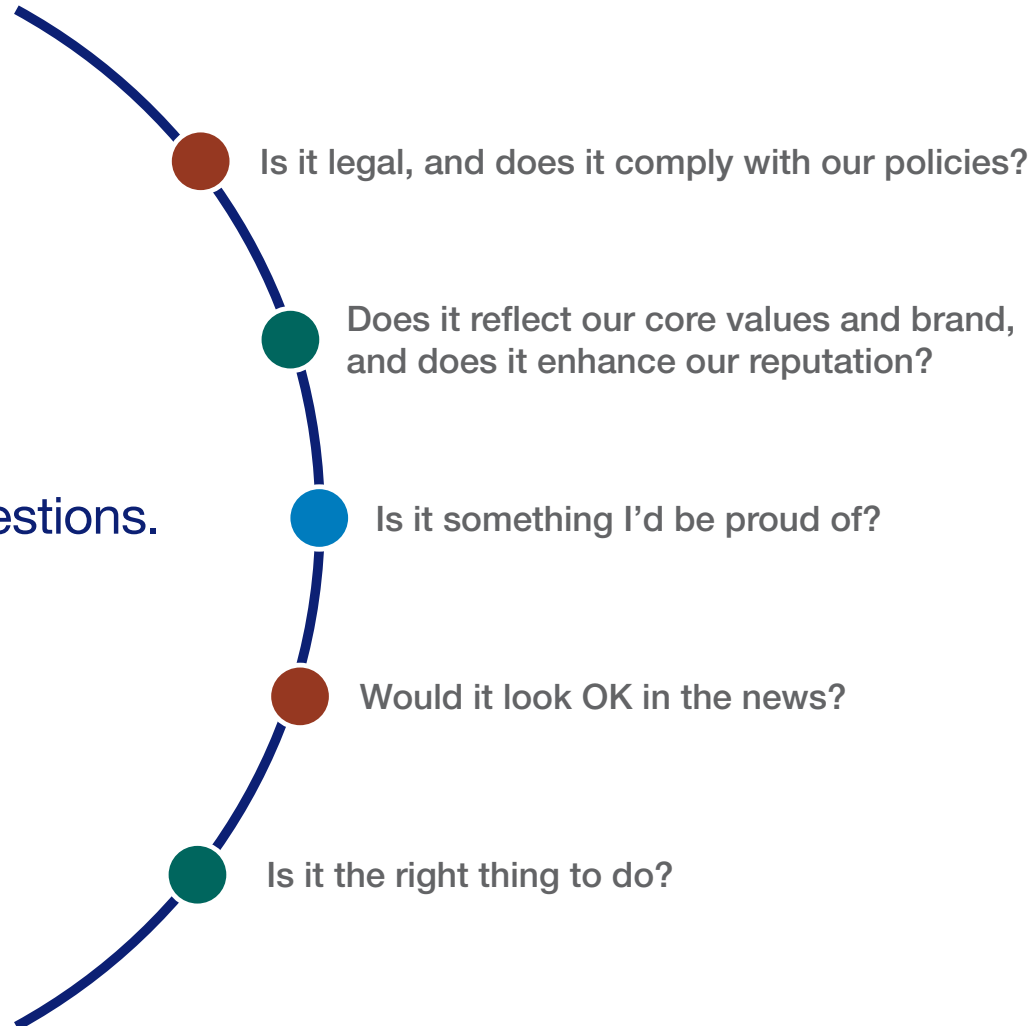 Is it legal, and does it comply with our policies?
Does it reflect our core values and brand,
and does it enhance our reputation?
estions.
Is it something I’d be proud of?
Would it look OK in the news?
Is it the right thing to do?